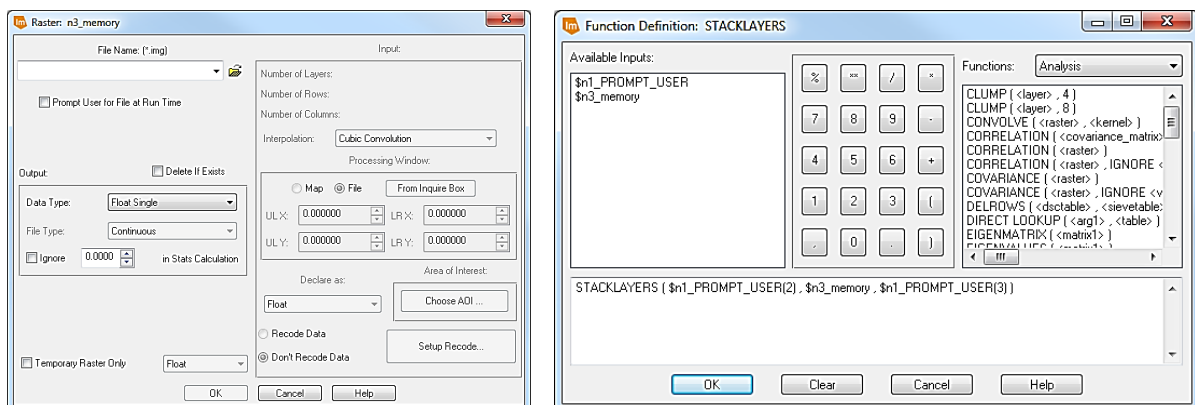 Raster: n3_memory
File Name: (*.img)
Prompt User for File at Run Time
Output:
Delete If Exists
Data Type: Float Single
File Type: Continuous
Ignore 0.0000 in Stats Calculation
Temporary Raster Only Float
Input:
Number of Layers:
Number of Rows:
Number of Columns:
Interpolation: Cubic Convolution
Processing Window:
Map File From Inquire Box
UL X: 0.000000 LR X: 0.000000
UL Y: 0.000000 LR Y: 0.000000
Declare as:
Area of Interest:
Float
Choose AOI ...
Recode Data
Don't Recode Data
Setup Recode...
OK Cancel Help
Function Definition: STACKLAYERS
Available Inputs:
$n1_PROMPT_USER
$n3_memory
% ** / *
7 8 9 -
4 5 6 +
1 2 3 (
, 0 . )
Functions: Analysis
CLUMP ( <layer> , 4 )
CLUMP ( <layer> , 8 )
CONVOLVE ( <raster> , <kernel> )
CORRELATION ( <covariance_matrix>
CORRELATION ( <raster> )
CORRELATION ( <raster> , IGNORE <
COVARIANCE ( <raster> )
COVARIANCE ( <raster> , IGNORE <v
DELROWS ( <dsctable> , <sievetable>
DIRECT LOOKUP ( <arg1> , <table> )
EIGENMATRIX ( <matrix1> )
EIGENVALUES ( <matrix1> )
STACKLAYERS ( $n1_PROMPT_USER(2) , $n3_memory , $n1_PROMPT_USER(3) )
OK Clear Cancel Help